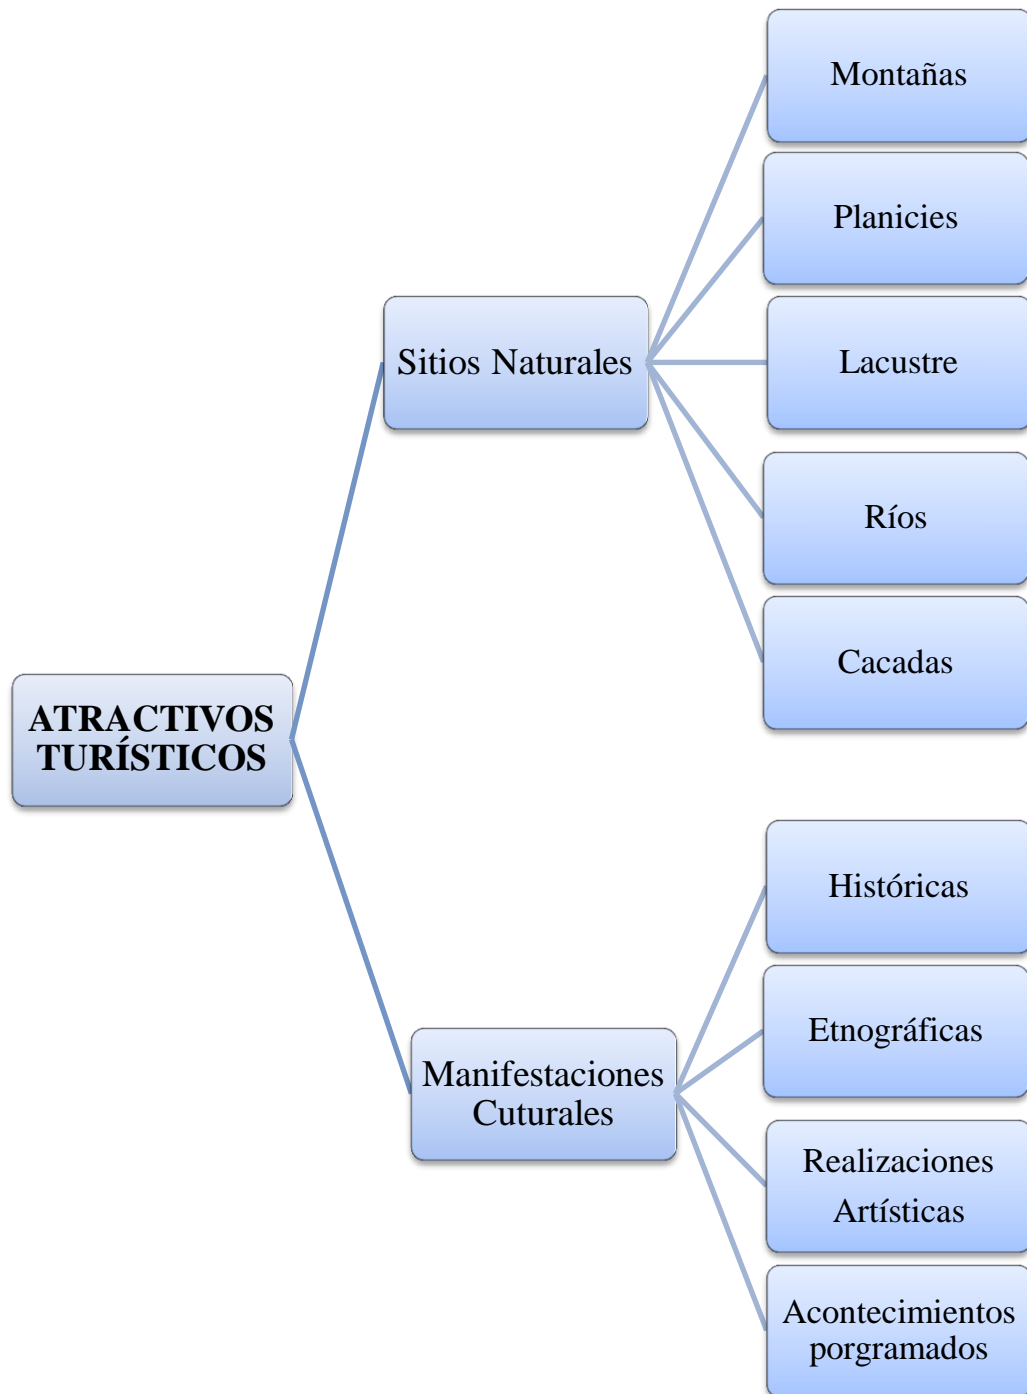 Montañas
Planicies
Sitios Naturales
Lacustre
Ríos
Cacadas
ATRACTIVOS
TURÍSTICOS
Históricas
Etnográficas
Manifestaciones
Cuturales
Realizaciones
Artísticas
Acontecimientos
porgramados